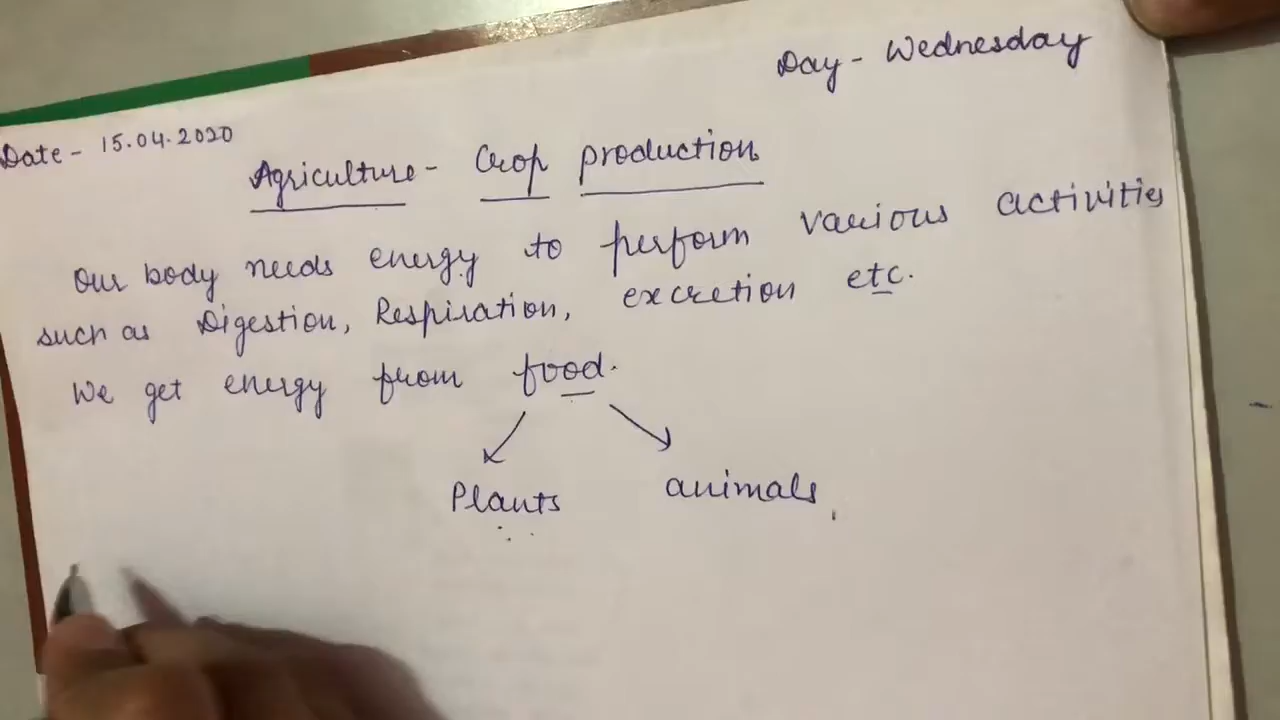 Day - Wednesday
Date - 15.04.2020
Agriculture - Crop production
Our body needs energy to perform various activities
such as Digestion, Respiration, excretion etc.
We get energy from food.
Plants animals